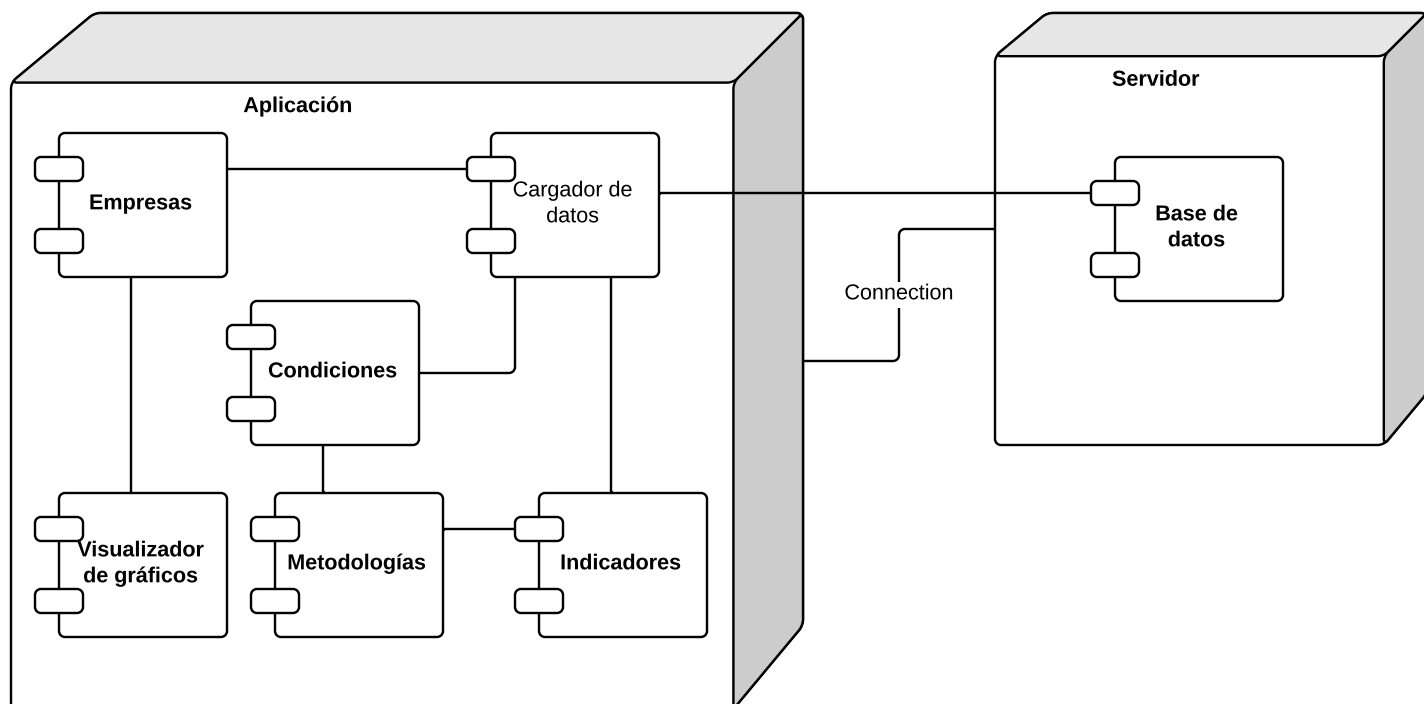 Aplicación
Servidor
Empresas
Cargador de
datos
Base de
datos
Connection
Condiciones
Visualizador
de gráficos
Metodologías
Indicadores